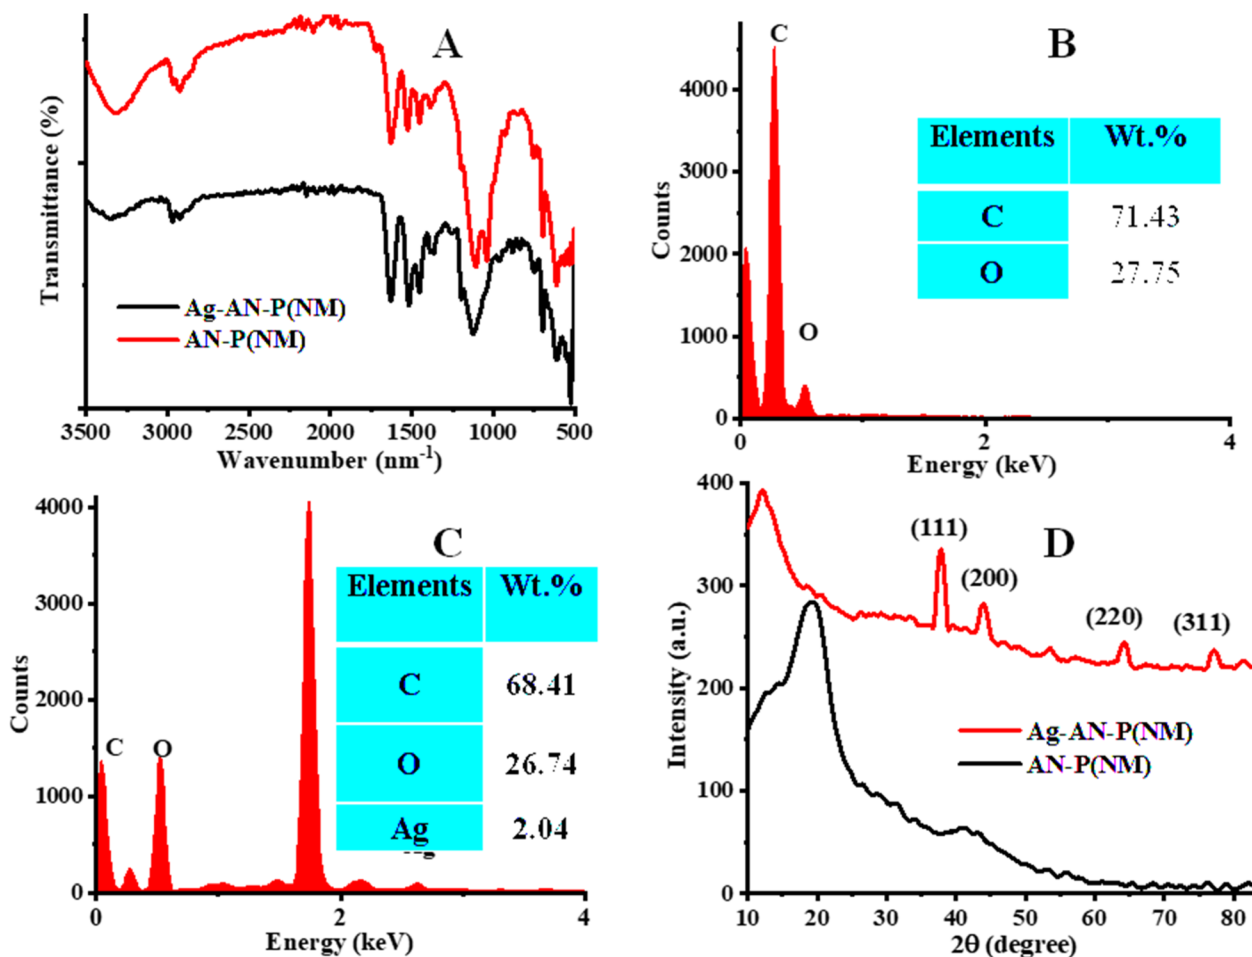 A
Transmittance (%)
Ag-AN-P(NM)
AN-P(NM)
3500 3000 2500 2000 1500 1000 500
Wavenumber (nm-1)
B
C
O
Counts
4000
3000
2000
1000
0
Elements Wt.%
C 71.43
O 27.75
0 2 4
Energy (keV)
C
C
O
Counts
4000
3000
2000
1000
0
Elements Wt.%
C 68.41
O 26.74
Ag 2.04
0 2 4
Energy (keV)
D
(111)
(200)
(220)
(311)
Intensity (a.u.)
400
300
200
100
0
Ag-AN-P(NM)
AN-P(NM)
10 20 30 40 50 60 70 80
2θ (degree)